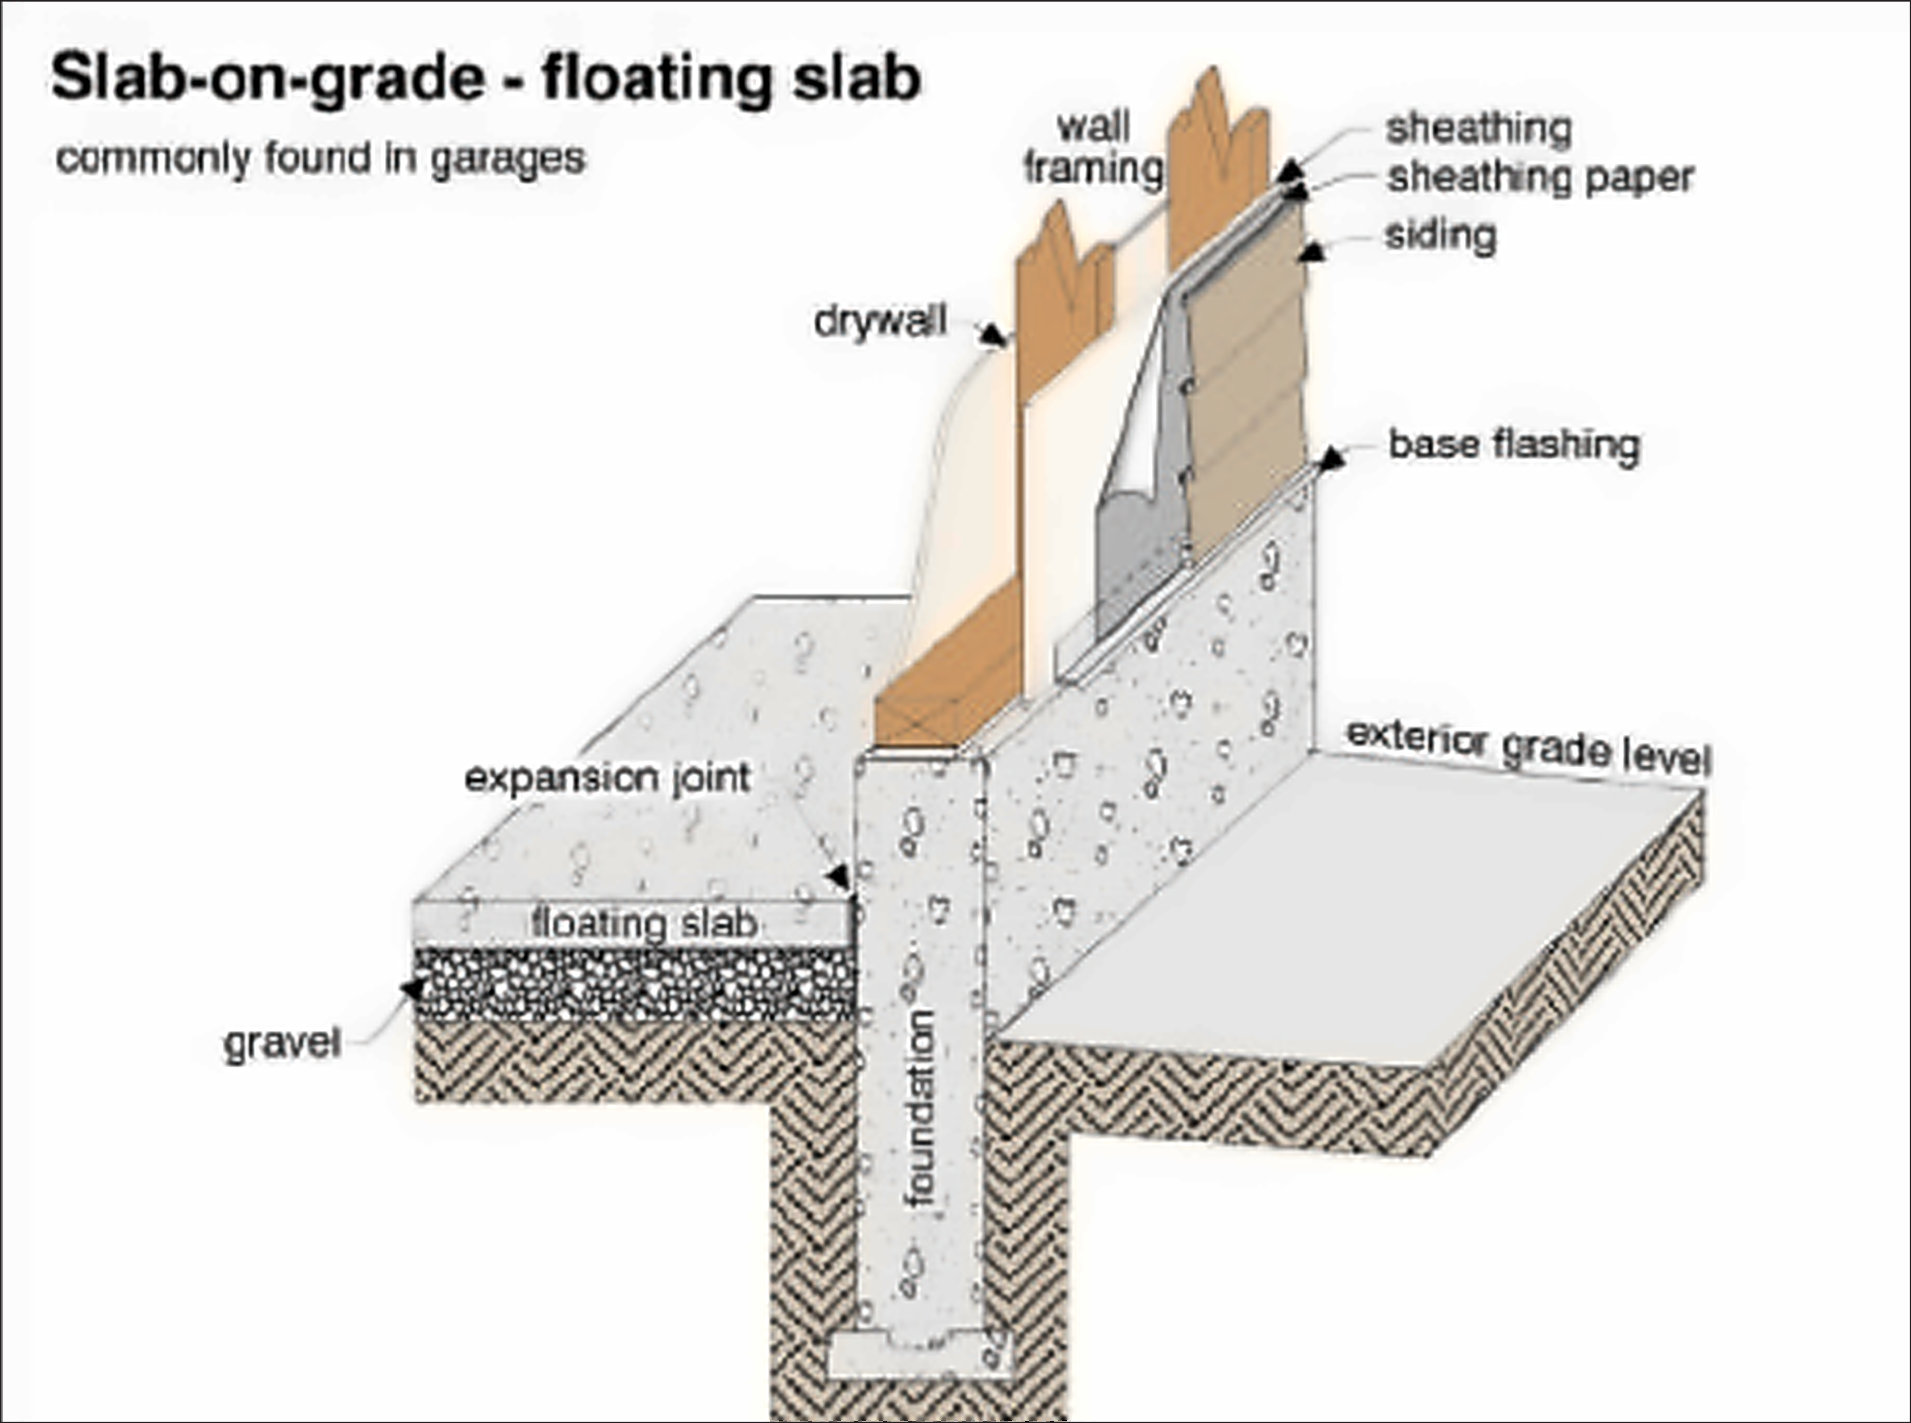 Slab-on-grade - floating slab
commonly found in garages
wall
framing
sheathing
sheathing paper
siding
drywall
base flashing
exterior grade level
expansion joint
floating slab
gravel
foundation